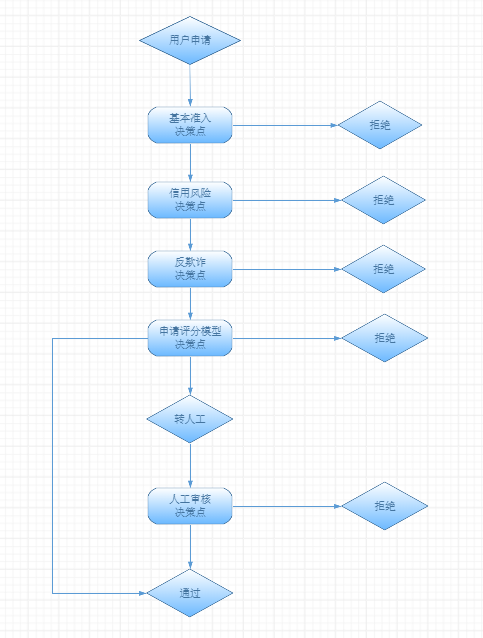 用户申请
基本准入
决策点
拒绝
信用风险
决策点
拒绝
反欺诈
决策点
拒绝
申请评分模型
决策点
拒绝
转人工
人工审核
决策点
拒绝
通过